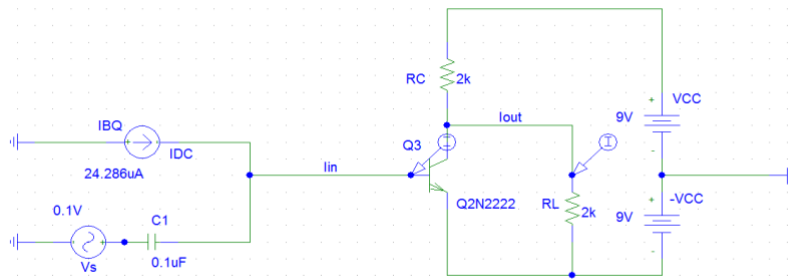 RC
2k
VCC
9V
IBQ
IDC
24.286uA
Iin
Q3
Iout
I
Q2N2222
RL
2k
-VCC
9V
0.1V
C1
Vs
0.1uF
+
-
+
-